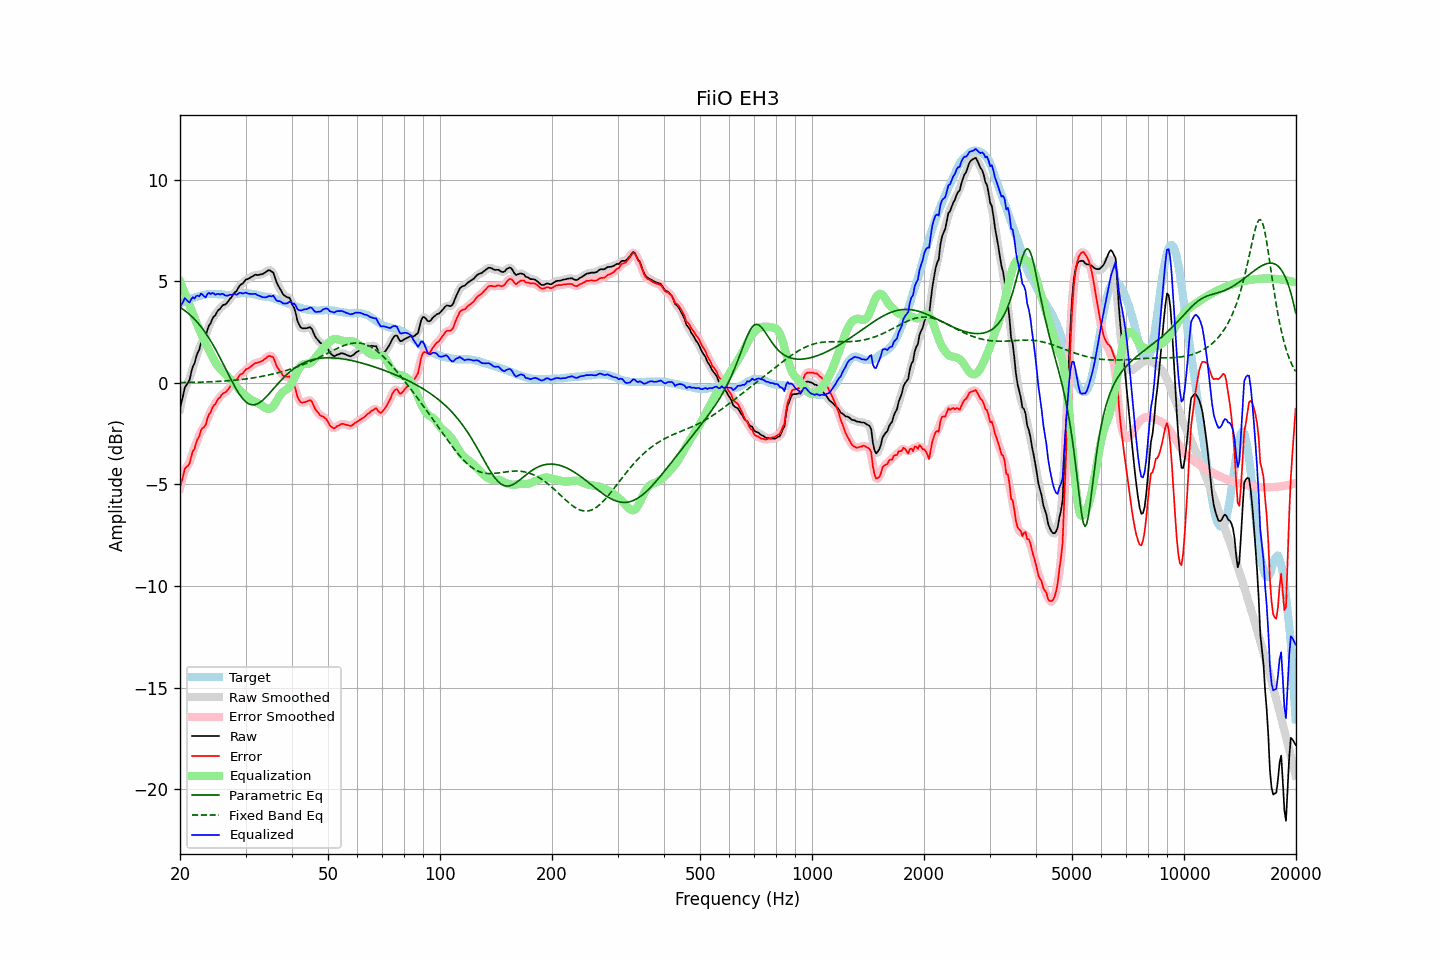 FiiO EH3
Amplitude (dBr)
10
5
0
−5
−10
−15
−20
Target
Raw Smoothed
Error Smoothed
Raw
Error
Equalization
Parametric Eq
Fixed Band Eq
Equalized
20 50 100 200 500 1000 2000 5000 10000 20000
Frequency (Hz)